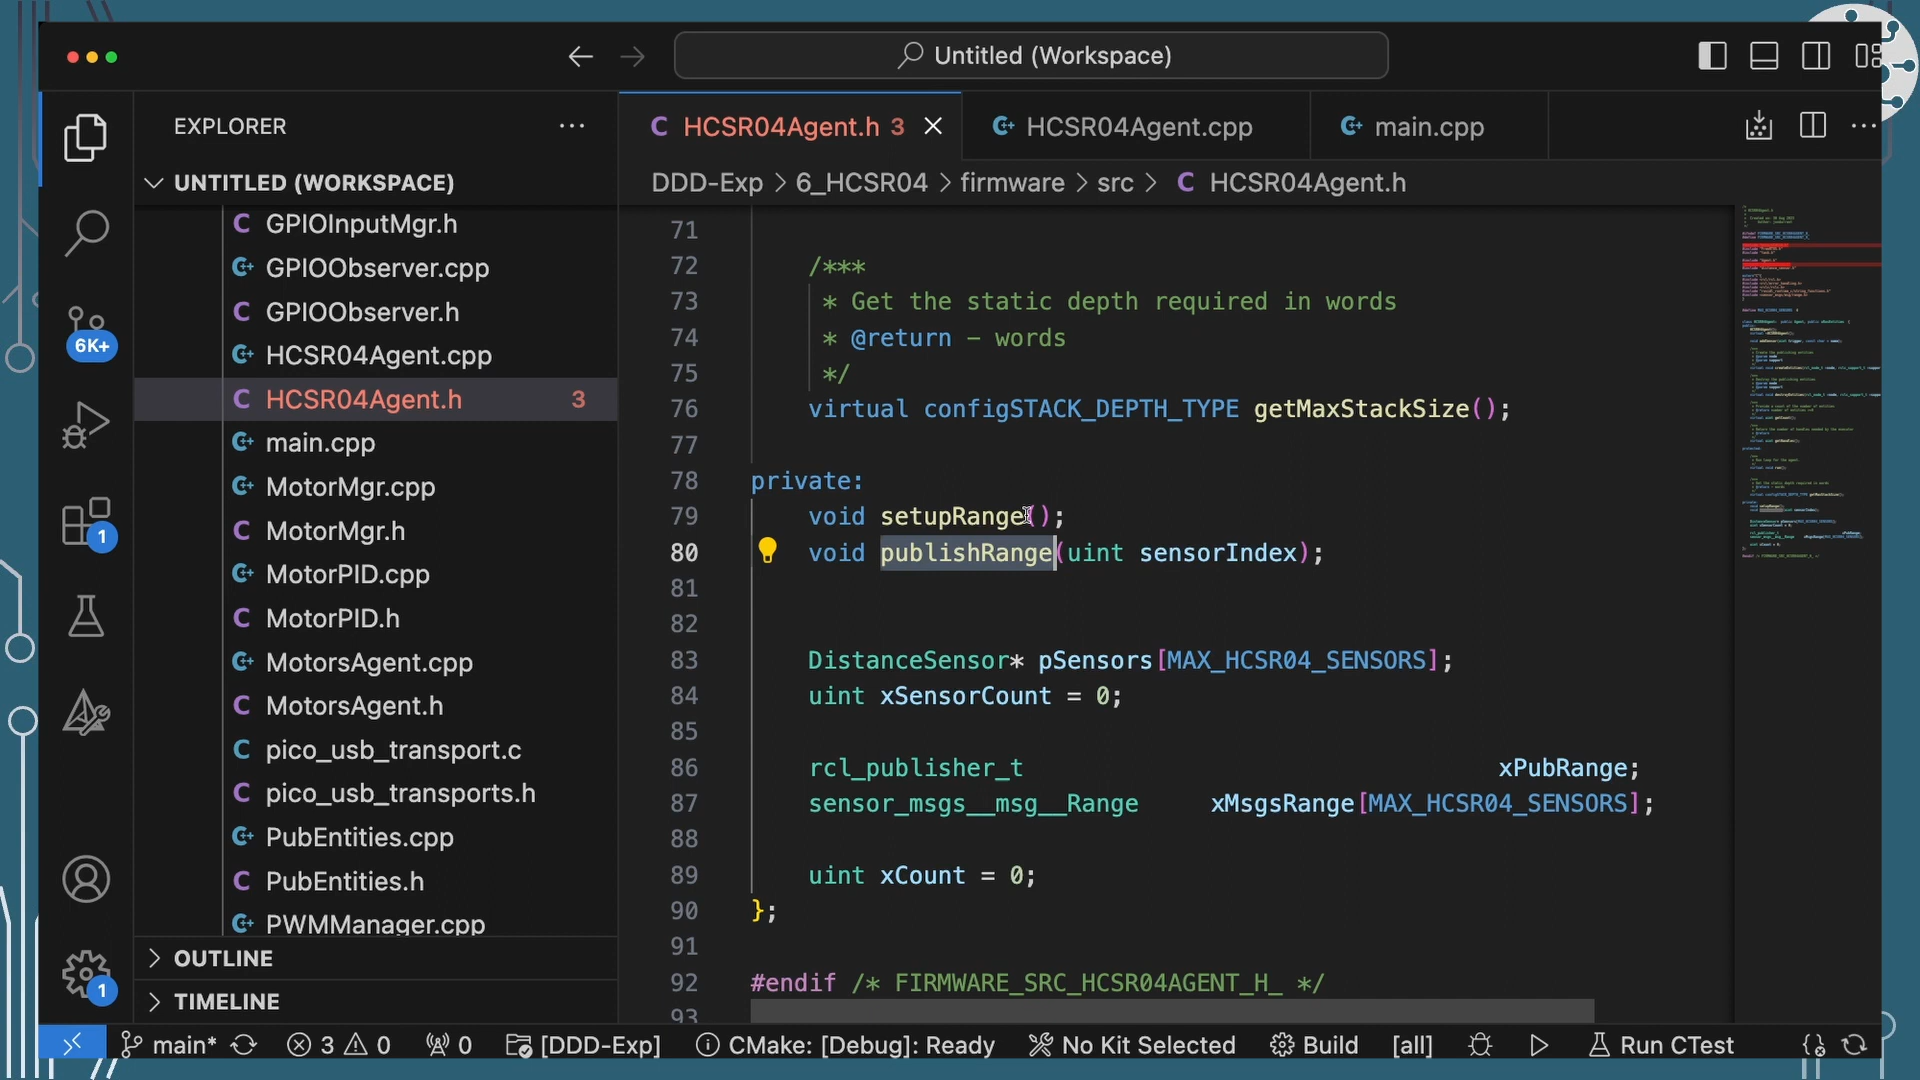 Untitled (Workspace)
EXPLORER
HCSR04Agent.h 3
HCSR04Agent.cpp
main.cpp
UNTITLED (WORKSPACE)
DDD-Exp > 6_HCSR04 > firmware > src > C HCSR04Agent.h
C GPIOInputMgr.h
GPIOObserver.cpp
C GPIOObserver.h
HCSR04Agent.cpp
C HCSR04Agent.h 3
main.cpp
MotorMgr.cpp
C MotorMgr.h
MotorPID.cpp
C MotorPID.h
MotorsAgent.cpp
C MotorsAgent.h
C pico_usb_transport.c
C pico_usb_transports.h
PubEntities.cpp
C PubEntities.h
PWMManager.cpp
OUTLINE
TIMELINE
6K+
1
1
71
72 /***
73 * Get the static depth required in words
74 * @return - words
75 */
76 virtual configSTACK_DEPTH_TYPE getMaxStackSize();
77
78 private:
79 void setupRange();
80 void publishRange(uint sensorIndex);
81
82
83 DistanceSensor* pSensors[MAX_HCSR04_SENSORS];
84 uint xSensorCount = 0;
85
86 rcl_publisher_t xPubRange;
87 sensor_msgs__msg__Range xMsgsRange[MAX_HCSR04_SENSORS];
88
89 uint xCount = 0;
90 };
91
92 #endif /* FIRMWARE_SRC_HCSR04AGENT_H_ */
93
main* 3 0 0 [DDD-Exp] CMake: [Debug]: Ready No Kit Selected Build [all] Run CTest